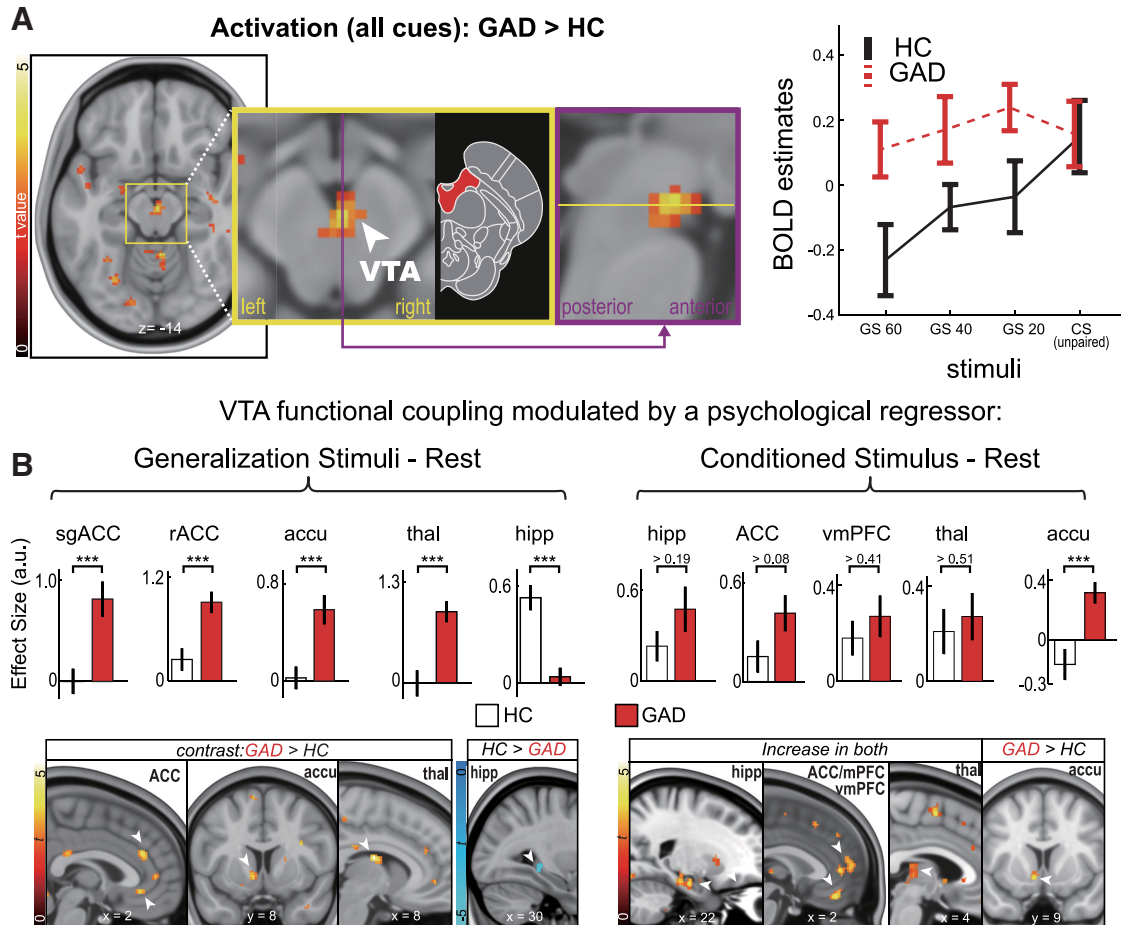 A
Activation (all cues): GAD > HC
5
t value
0
z= -14
left
right
VTA
posterior
anterior
HC
GAD
BOLD estimates
0.4
0.2
0
-0.2
-0.4
GS 60
GS 40
GS 20
CS
(unpaired)
stimuli
VTA functional coupling modulated by a psychological regressor:
B
Generalization Stimuli - Rest
Conditioned Stimulus - Rest
Effect Size (a.u.)
sgACC
***
1.0
0
rACC
***
1.2
0
accu
***
0.8
0
thal
***
1.3
0
hipp
***
0.6
0
hipp
> 0.19
0.6
0
ACC
> 0.08
0.6
0
vmPFC
> 0.41
0.4
0
thal
> 0.51
0.4
0
accu
***
0.4
0
-0.3
HC
GAD
contrast:GAD > HC
HC > GAD
Increase in both
GAD > HC
5
t
0
ACC
x = 2
accu
y = 8
thal
x = 8
0
t
-5
hipp
x = 30
5
t
0
hipp
x = 22
ACC/mPFC
vmPFC
x = 2
thal
x = 4
accu
y = 9